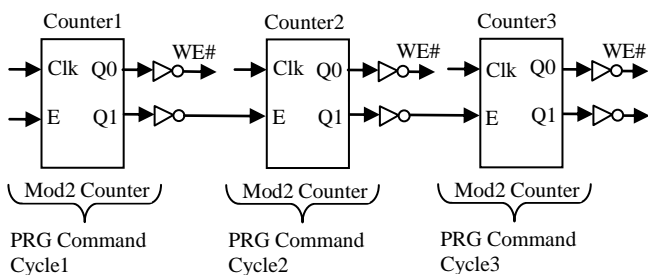 Counter1 Counter2 Counter3
WE# WE# WE#
Clk Q0 Clk Q0 Clk Q0
E Q1 E Q1 E Q1
Mod2 Counter Mod2 Counter Mod2 Counter
PRG Command PRG Command PRG Command
Cycle1 Cycle2 Cycle3